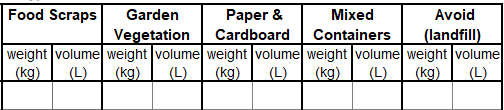 Food Scraps Garden Vegetation Paper & Cardboard Mixed Containers Avoid (landfill)
weight volume weight volume weight volume weight volume weight volume
(kg) (L) (kg) (L) (kg) (L) (kg) (L) (kg) (L)